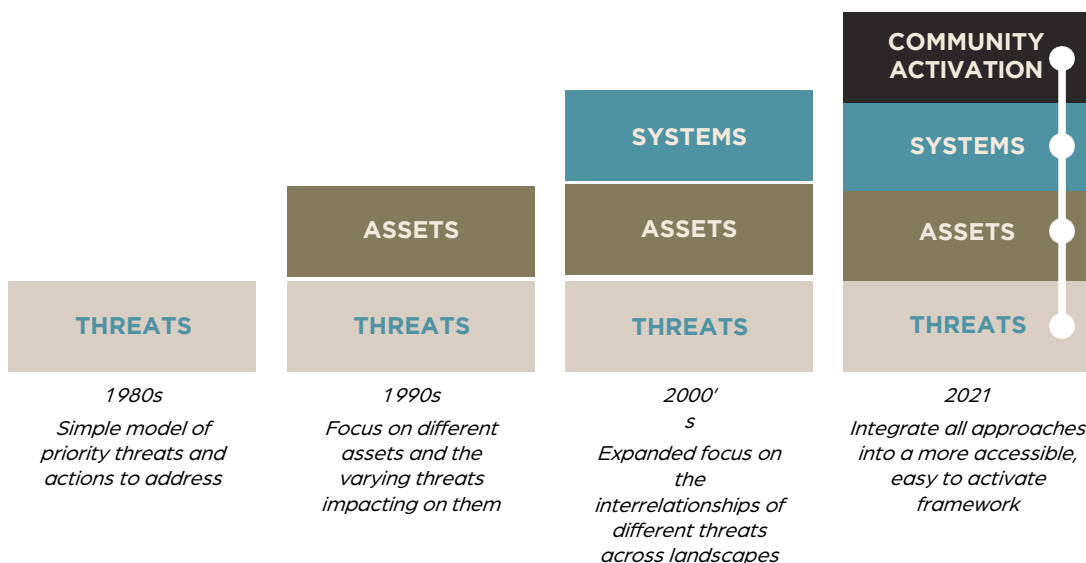 THREATS
1980s
Simple model of
priority threats and
actions to address
ASSETS
THREATS
1990s
Focus on different
assets and the
varying threats
impacting on them
SYSTEMS
ASSETS
THREATS
2000'
s
Expanded focus on
the
interrelationships of
different threats
across landscapes
COMMUNITY
ACTIVATION
SYSTEMS
ASSETS
THREATS
2021
Integrate all approaches
into a more accessible,
easy to activate
framework